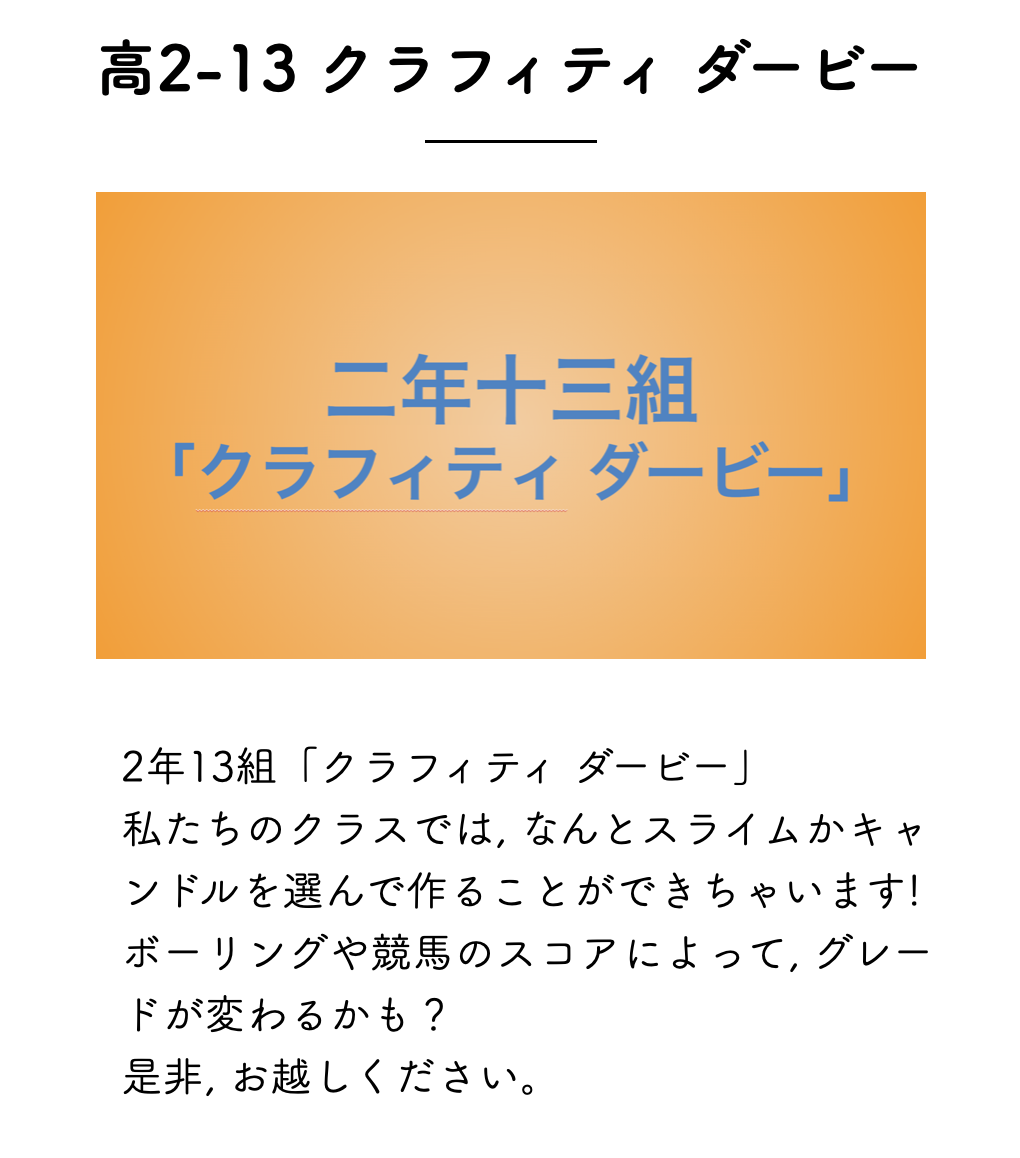 高2-13 クラフィティ ダービー
二年十三組
「クラフィティ ダービー」
2年13組「クラフィティ ダービー」
私たちのクラスでは, なんとスライムかキャ
ンドルを選んで作ることができちゃいます!
ボーリングや競馬のスコアによって, グレー
ドが変わるかも？
是非, お越しください。